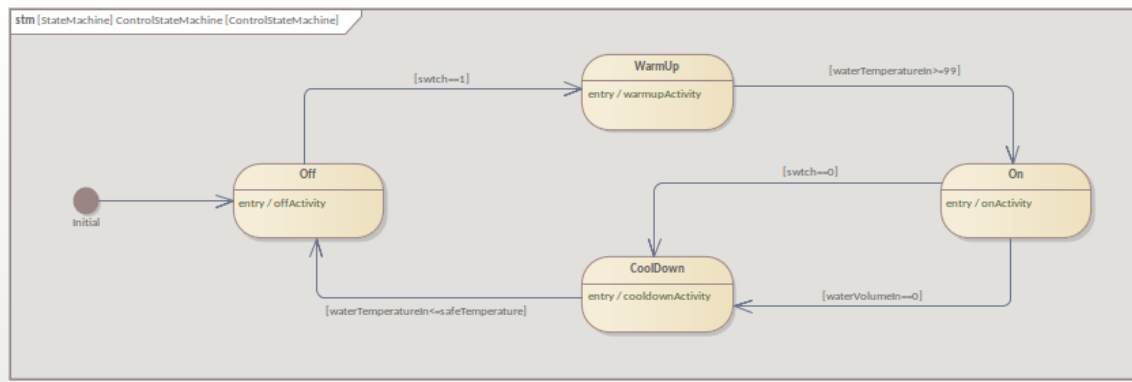 stm [StateMachine] ControlStateMachine [ControlStateMachine]
WarmUp
entry / warmupActivity
[swtch==1]
[waterTemperatureIn>=99]
Off
entry / offActivity
Initial
[swtch==0]
On
entry / onActivity
CoolDown
entry / cooldownActivity
[waterVolumeIn==0]
[waterTemperatureIn<=safeTemperature]